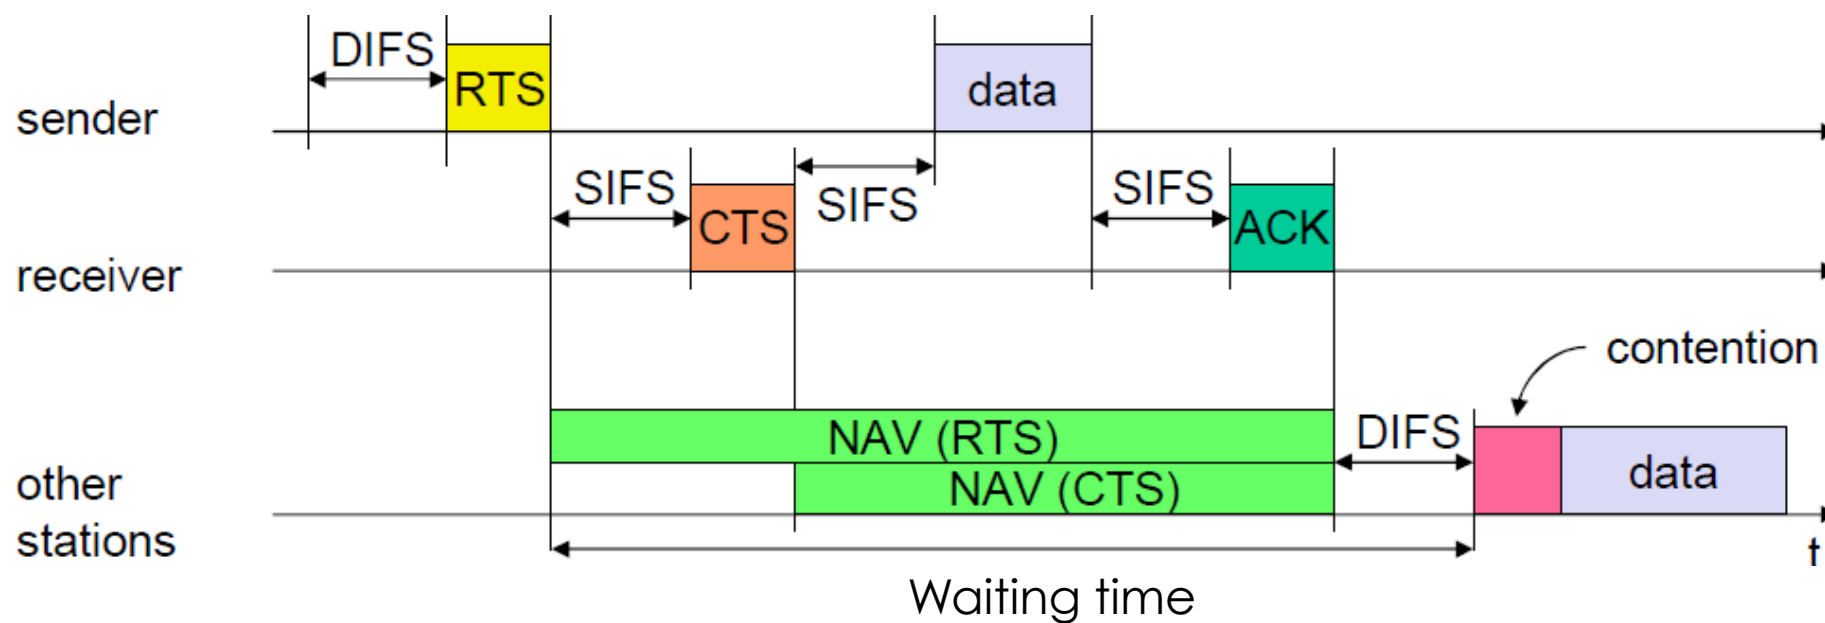 DIFS
RTS
data
sender
SIFS
CTS
SIFS
SIFS
ACK
receiver
contention
NAV (RTS)
DIFS
NAV (CTS)
data
other
stations
t
Waiting time